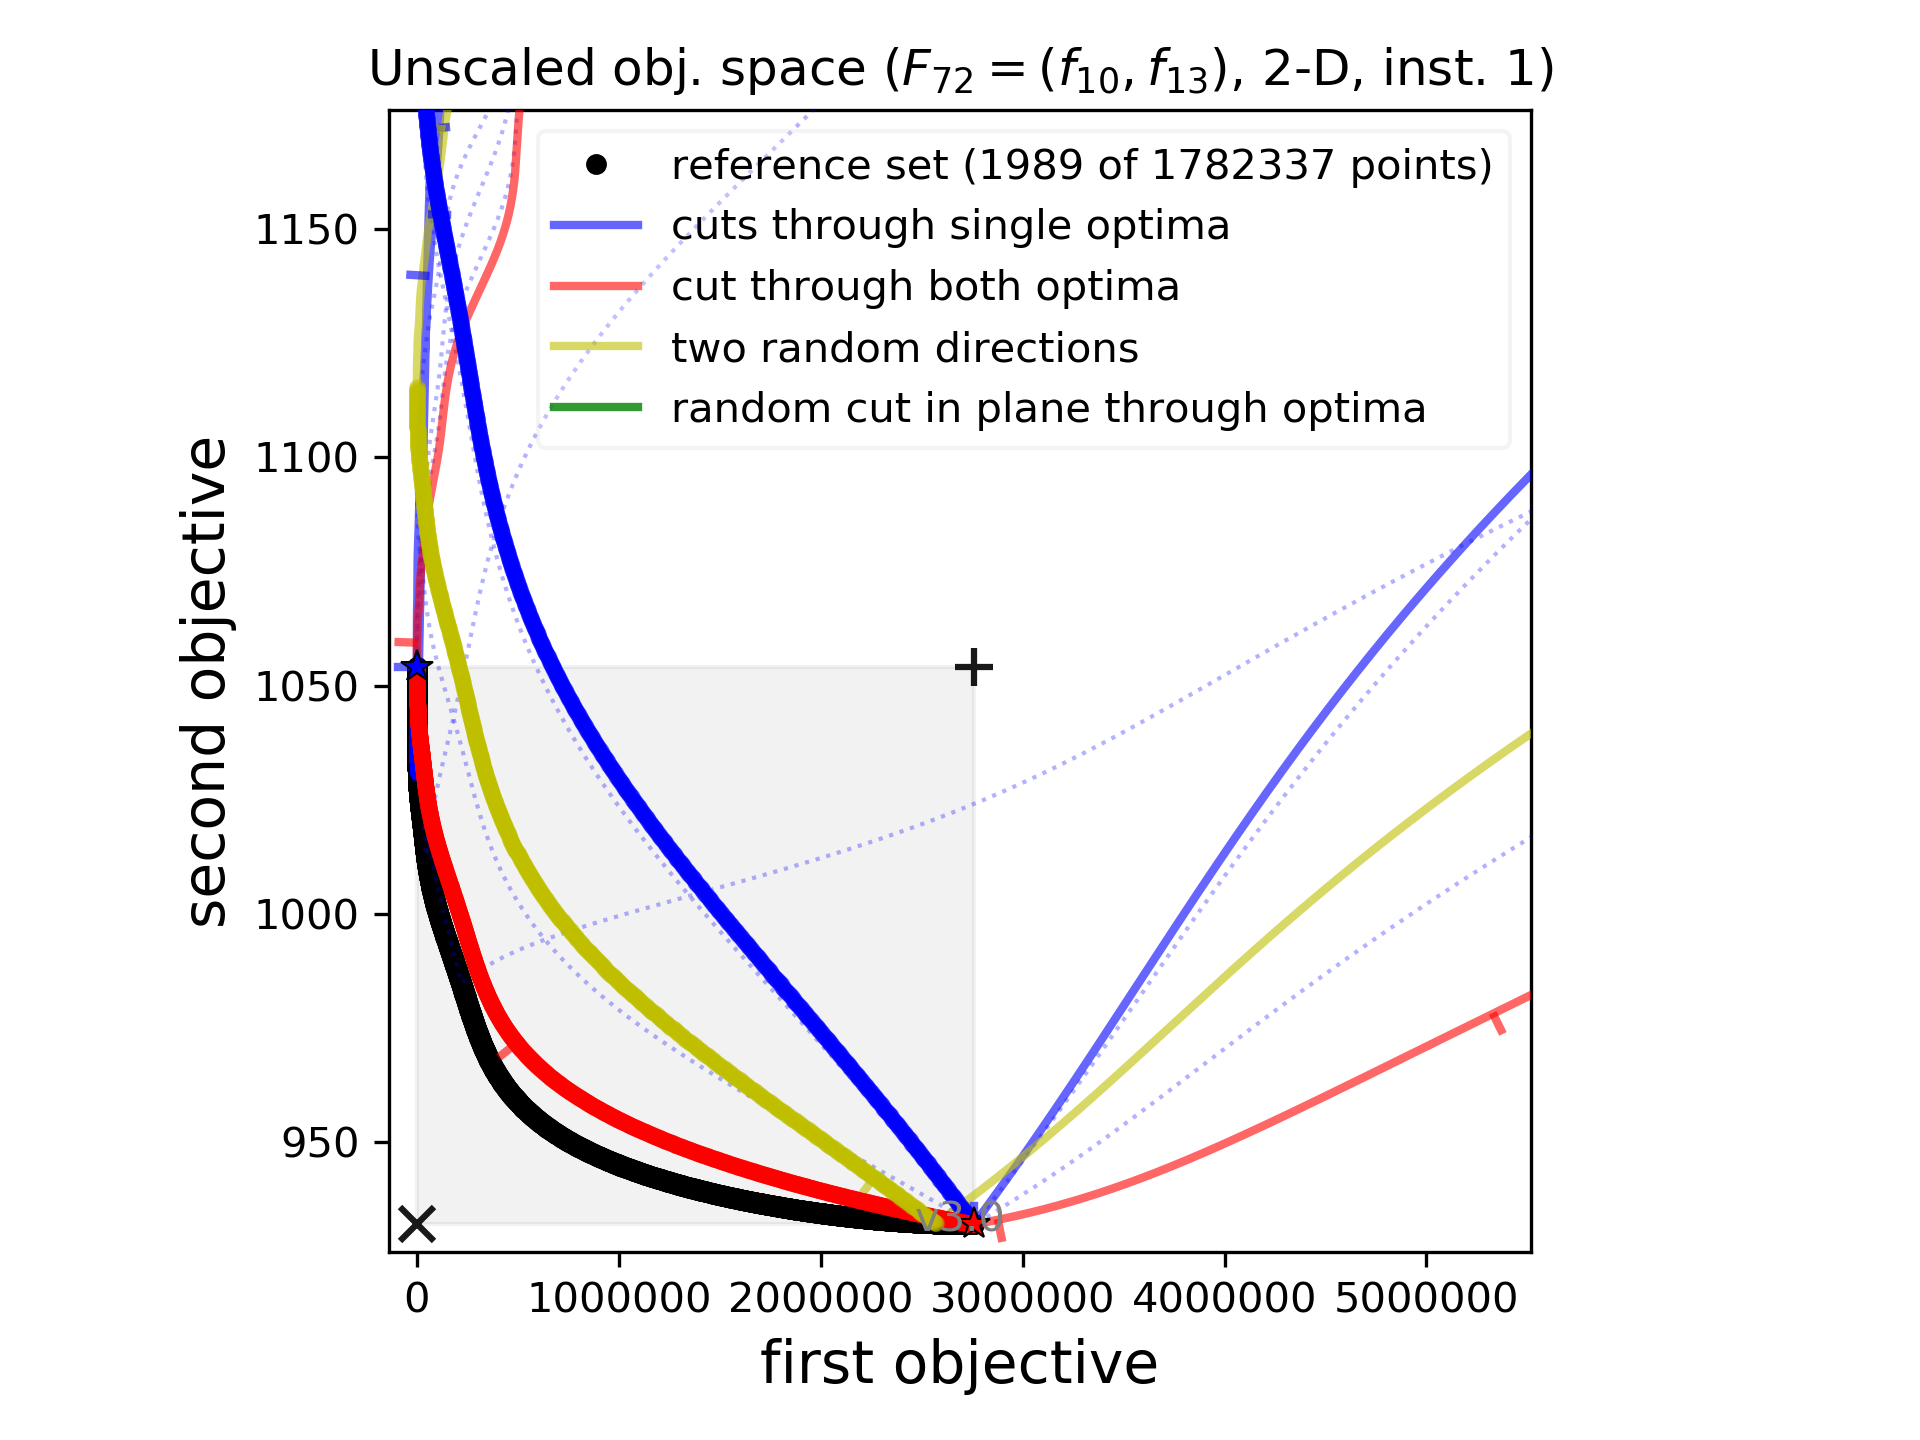 Unscaled obj. space (F₇₂ = (f₁₀, f₁₃), 2-D, inst. 1)
reference set (1989 of 1782337 points)
cuts through single optima
cut through both optima
two random directions
random cut in plane through optima
1150
1100
1050
1000
950
second objective
v3.0
0 1000000 2000000 3000000 4000000 5000000
first objective